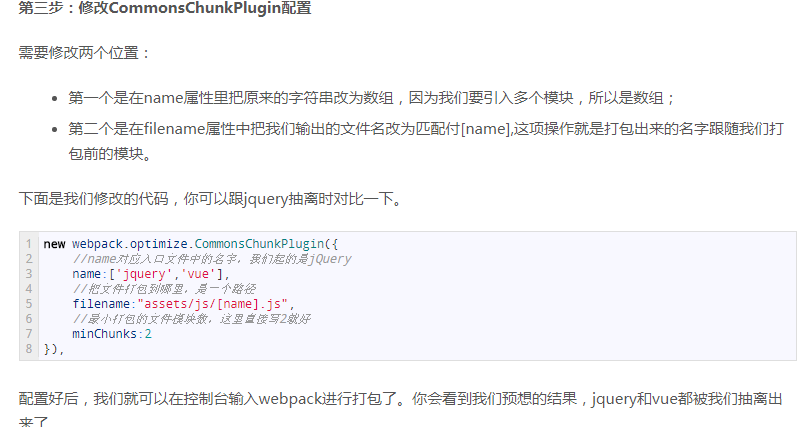 第三步：修改CommonsChunkPlugin配置
需要修改两个位置：
第一个是在name属性里把原来的字符串改为数组，因为我们要引入多个模块，所以是数组；
第二个是在filename属性中把我们输出的文件名改为匹配付[name],这项操作就是打包出来的名字跟随我们打
包前的模块。
下面是我们修改的代码，你可以跟jquery抽离时对比一下。
1 new webpack.optimize.CommonsChunkPlugin({
2 //name对应入口文件中的名字，我们起的是jQuery
3 name:['jquery','vue'],
4 //把文件打包到哪里，是一个路径
5 filename:"assets/js/[name].js",
6 //最小打包的文件模块数，这里直接写2就好
7 minChunks:2
8 }),
配置好后，我们就可以在控制台输入webpack进行打包了。你会看到我们预想的结果，jquery和vue都被我们抽离出
来了